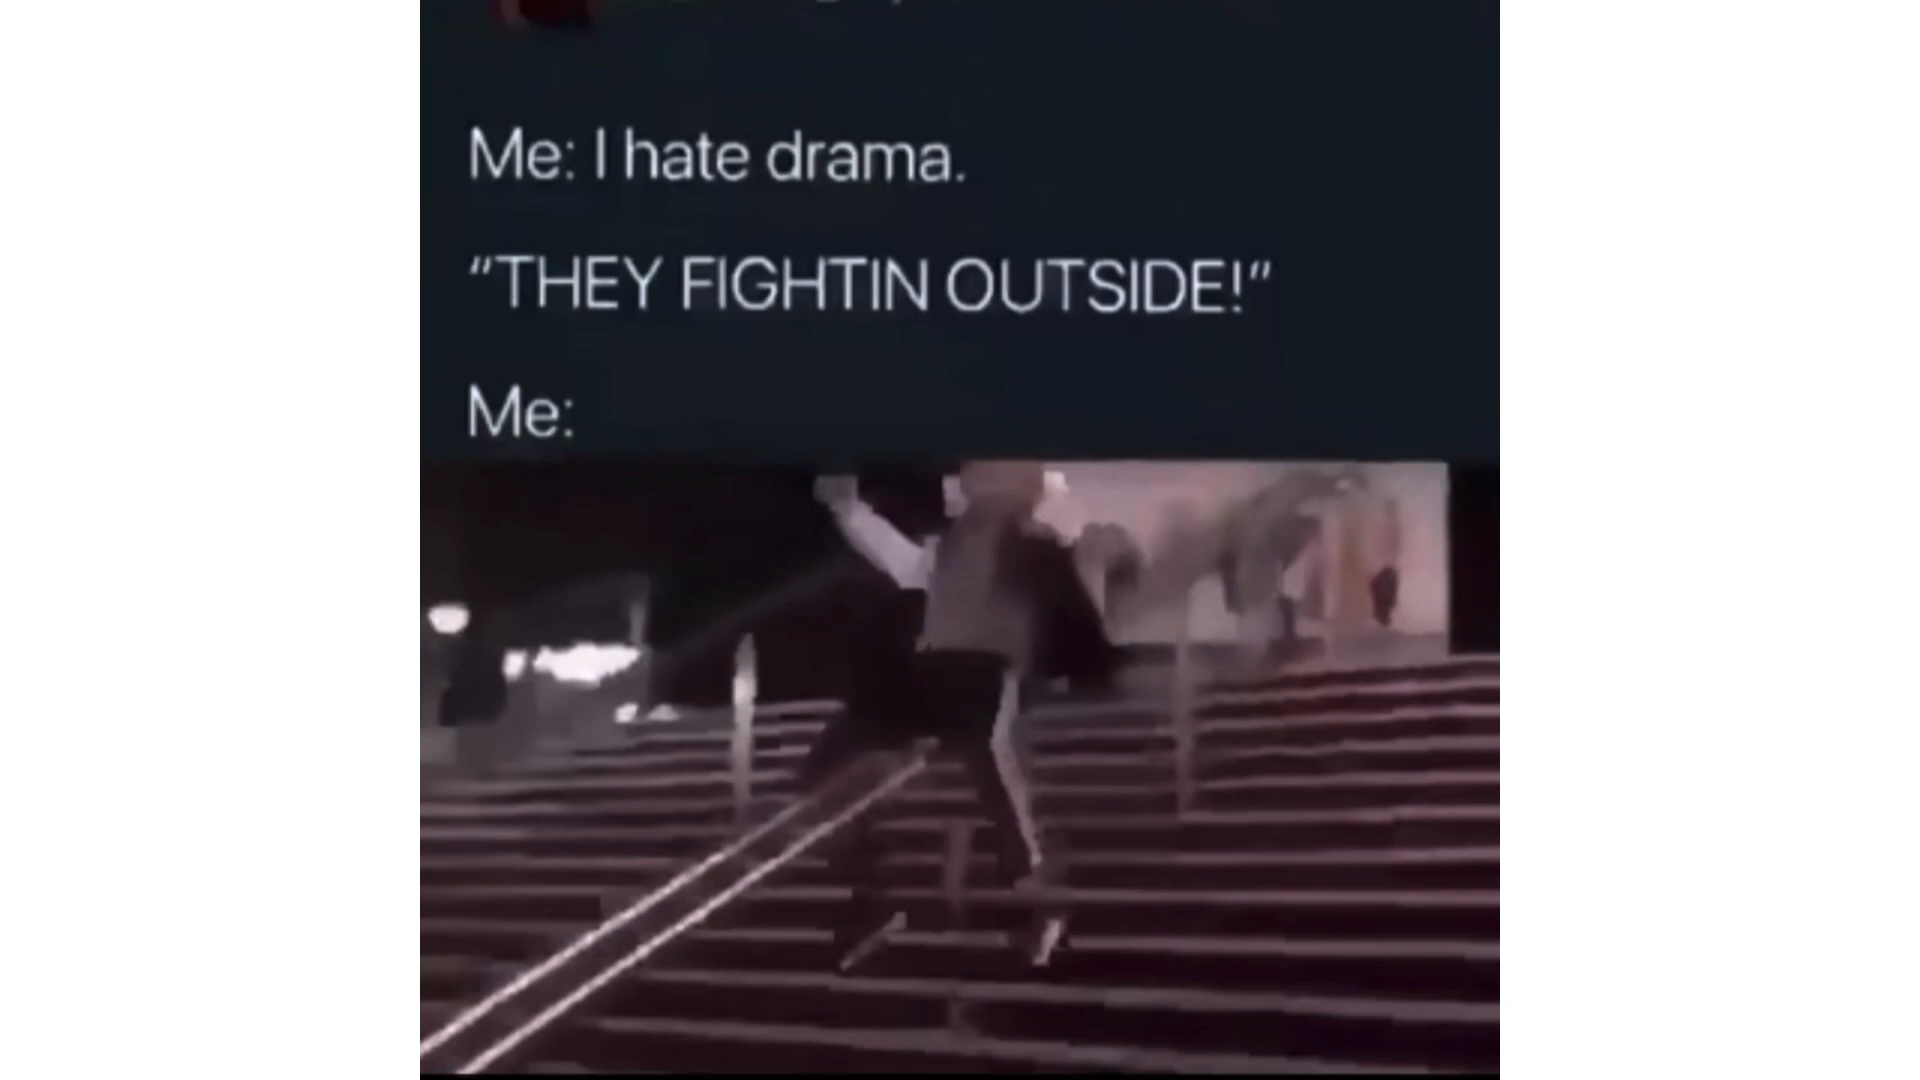 Me: I hate drama.
“THEY FIGHTIN OUTSIDE!”
Me: